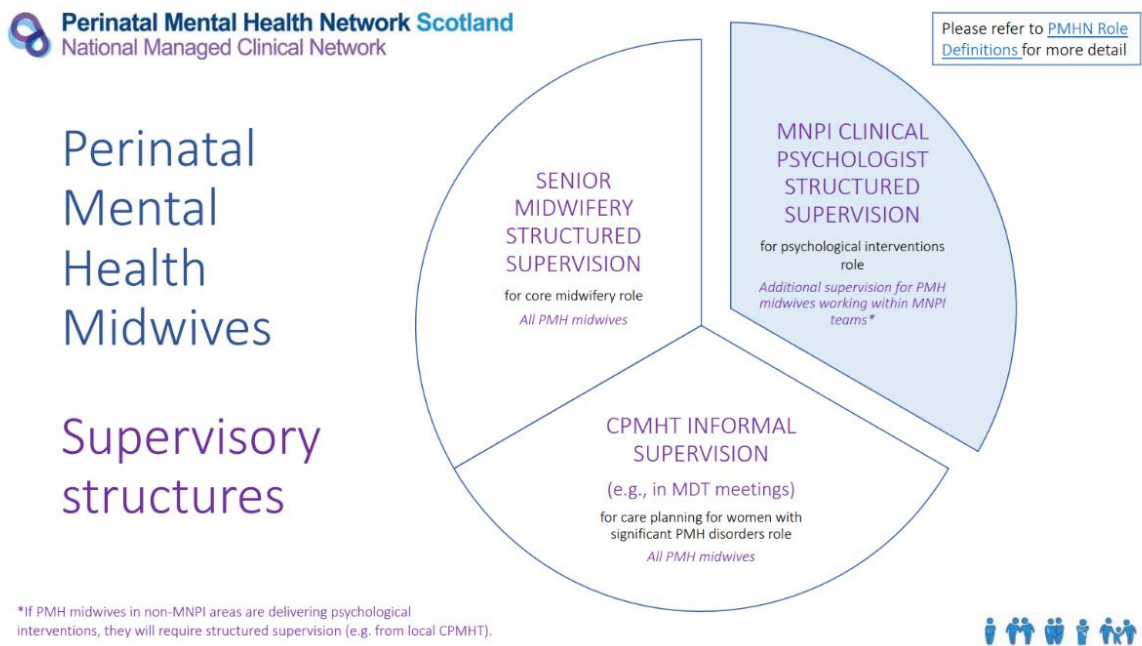 Perinatal Mental Health Network Scotland
National Managed Clinical Network
Please refer to PMHN Role
Definitions for more detail
Perinatal
Mental
Health
Midwives
Supervisory
structures
SENIOR
MIDWIFERY
STRUCTURED
SUPERVISION
for core midwifery role
All PMH midwives
MNPI CLINICAL
PSYCHOLOGIST
STRUCTURED
SUPERVISION
for psychological interventions
role
Additional supervision for PMH
midwives working within MNPI
teams*
CPMHT INFORMAL
SUPERVISION
(e.g., in MDT meetings)
for care planning for women with
significant PMH disorders role
All PMH midwives
*If PMH midwives in non-MNPI areas are delivering psychological
interventions, they will require structured supervision (e.g. from local CPMHT).